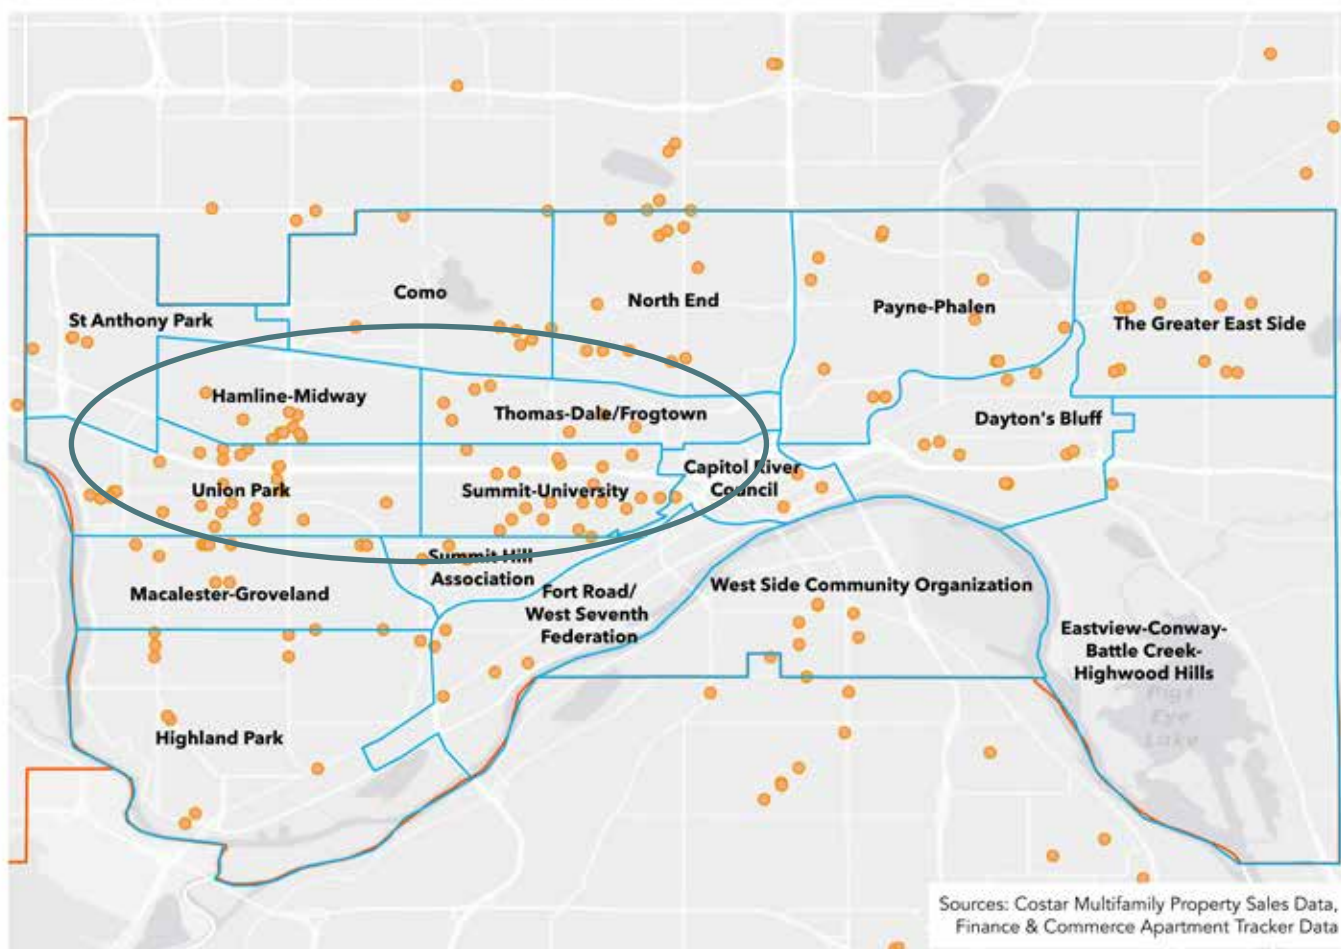 Como
North End
Payne-Phalen
St Anthony Park
The Greater East Side
Hamline-Midway
Thomas-Dale/Frogtown
Dayton's Bluff
Capitol River
Council
Union Park
Summit-University
Summit Hill
Association
Macalester-Groveland
Fort Road/
West Seventh
Federation
West Side Community Organization
Eastview-Conway-
Battle Creek-
Highwood Hills
Pigs
Eye
Lake
Highland Park
Sources: Costar Multifamily Property Sales Data,
Finance & Commerce Apartment Tracker Data